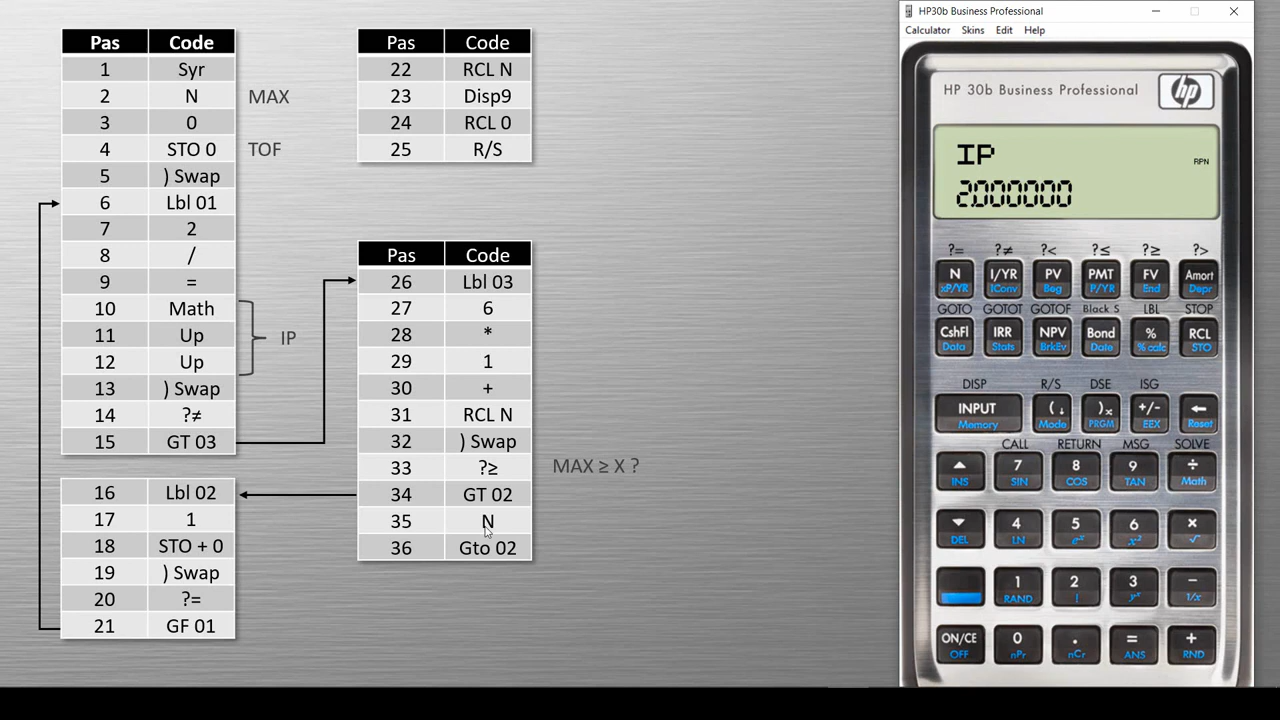 Pas Code
1 Syr
2 N MAX
3 0
4 STO 0 TOF
5 ) Swap
6 Lbl 01
7 2
8 /
9 =
10 Math
11 Up IP
12 Up
13 ) Swap
14 ?≠
15 GT 03
16 Lbl 02
17 1
18 STO + 0
19 ) Swap
20 ?=
21 GF 01
Pas Code
22 RCL N
23 Disp9
24 RCL 0
25 R/S
Pas Code
26 Lbl 03
27 6
28 *
29 1
30 +
31 RCL N
32 ) Swap
33 ?≥ MAX ≥ X ?
34 GT 02
35 N
36 Gto 02
HP30b Business Professional
Calculator Skins Edit Help
HP 30b Business Professional hp
IP RPN
2.000000
?= ?≠ ?< ?≤ ?≥ ?>
N I/YR PV PMT FV Amort
xP/YR IConv Beg P/YR End Depr
GOTO GOTOT GOTOF Black S LBL STOP
CshFl IRR NPV Bond % RCL
Data Stats BrkEv Date %calc STO
DISP R/S DSE ISG
INPUT (. )x +/- ←
Memory Mode PRGM EEX Reset
CALL RETURN MSG SOLVE
▲ 7 8 9 ÷
INS SIN COS TAN Math
▼ 4 5 6 ×
DEL LN eˣ x² √
1 2 3 −
RAND ! yˣ 1/x
ON/CE 0 . = +
OFF nPr nCr ANS RND